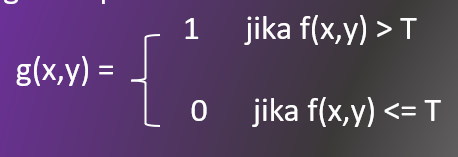 1 jika f(x,y) > T
g(x,y) =
0 jika f(x,y) <= T